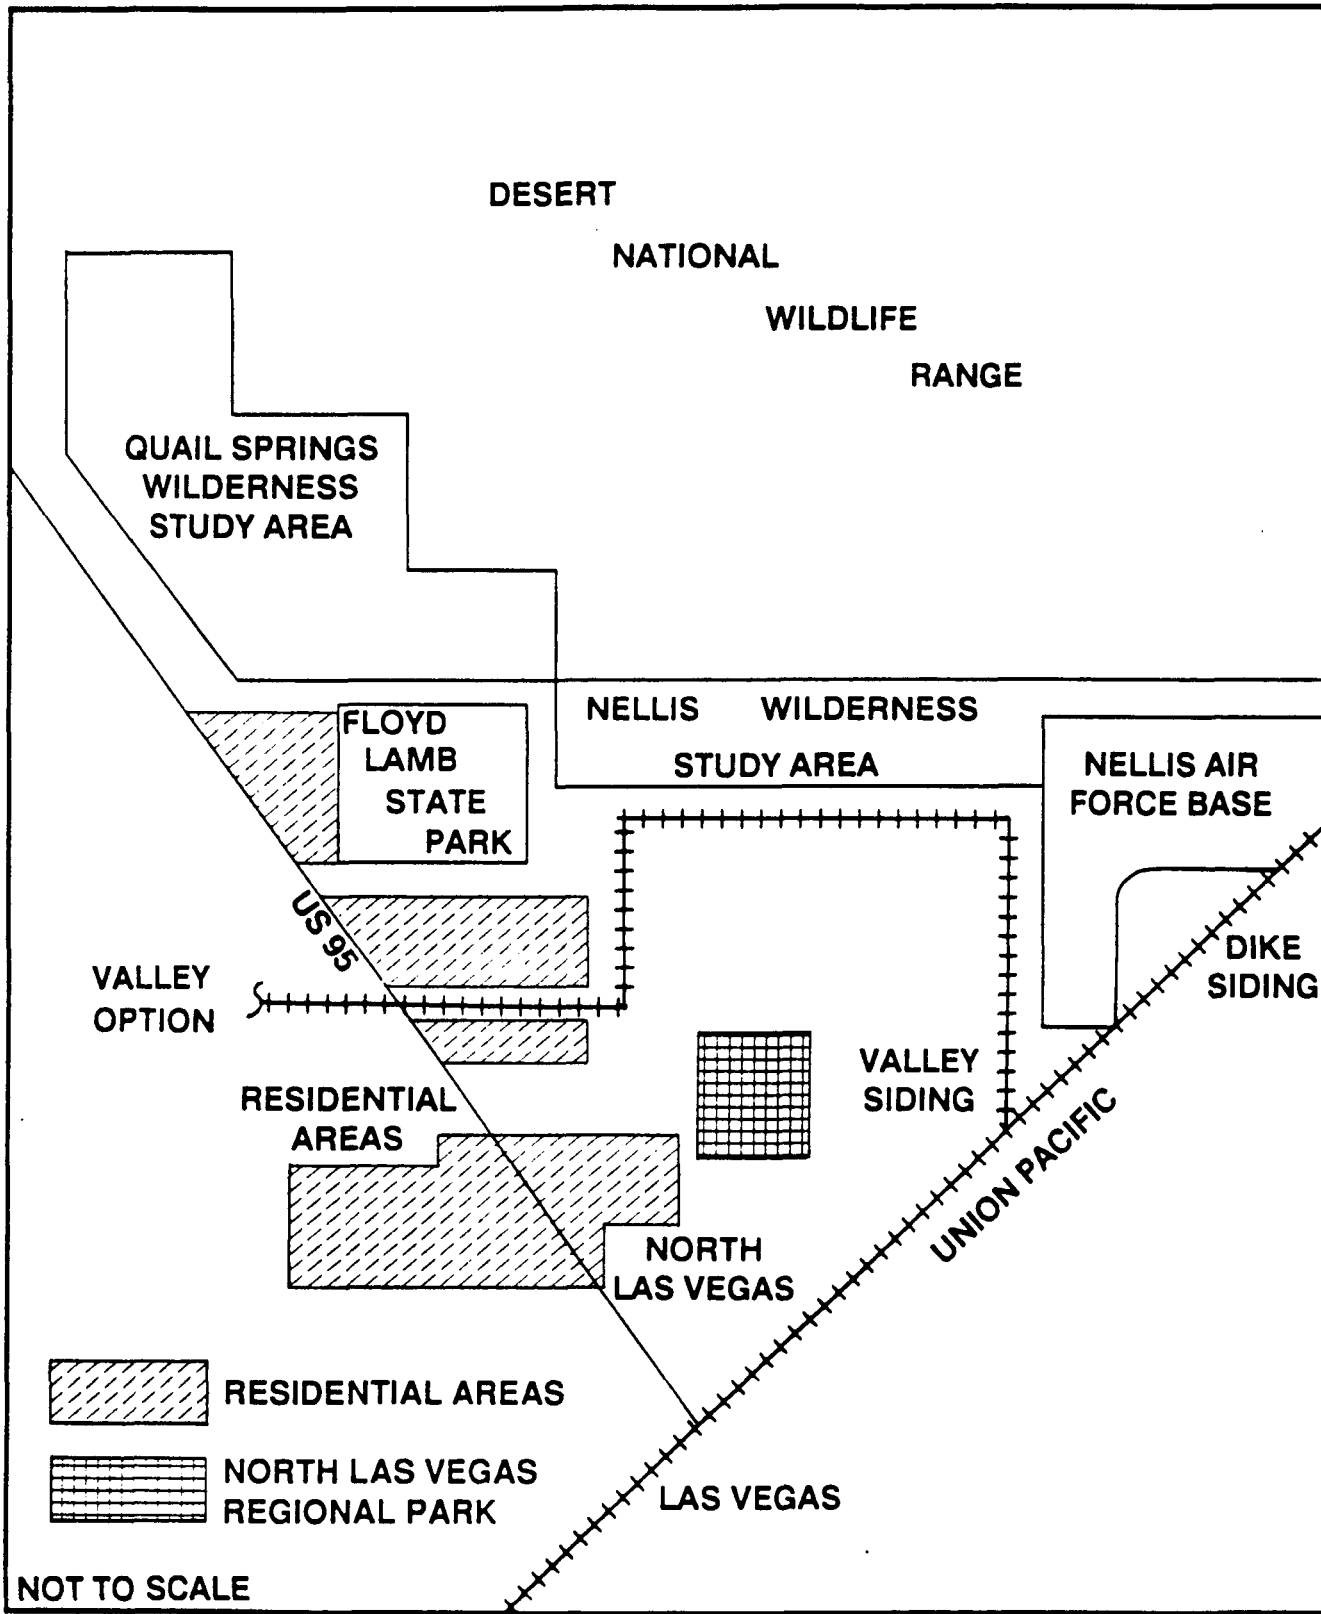 DESERT
NATIONAL
WILDLIFE
RANGE
QUAIL SPRINGS
WILDERNESS
STUDY AREA
NELLIS WILDERNESS
STUDY AREA
FLOYD
LAMB
STATE
PARK
NELLIS AIR
FORCE BASE
US 95
DIKE
SIDING
VALLEY
OPTION
VALLEY
SIDING
RESIDENTIAL
AREAS
UNION PACIFIC
NORTH
LAS VEGAS
RESIDENTIAL AREAS
NORTH LAS VEGAS
REGIONAL PARK
LAS VEGAS
NOT TO SCALE